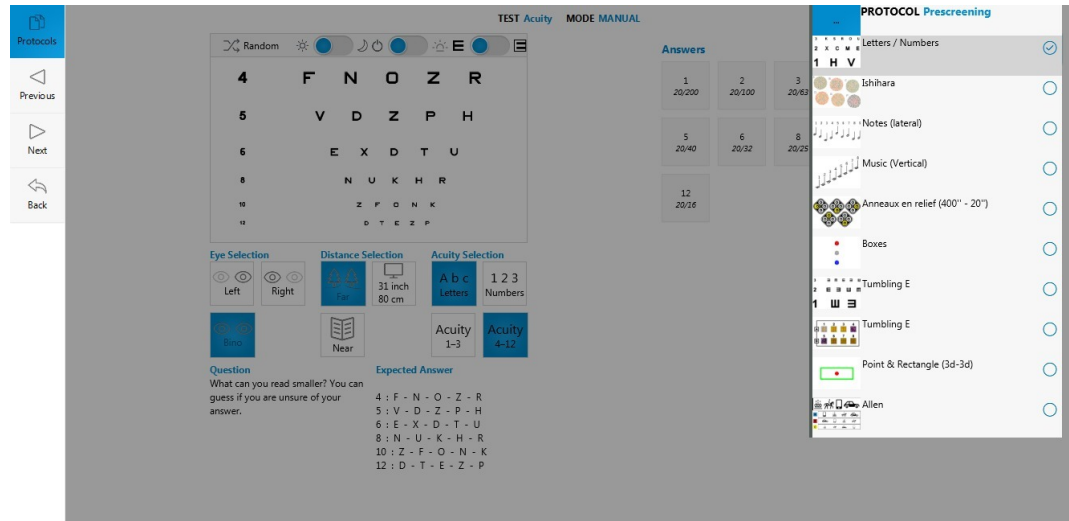 TEST Acuity MODE MANUAL
... PROTOCOL Prescreening
Protocols
Previous
Next
Back
Random
E
4 F N O Z R
5 V D Z P H
6 E X D T U
8 N U K H R
10 Z F O N K
12 D T E Z P
Eye Selection Distance Selection Acuity Selection
Left Right Far 31 inch 80 cm A b c Letters 1 2 3 Numbers
Bino Near Acuity 1–3 Acuity 4–12
Question
What can you read smaller? You can
guess if you are unsure of your
answer.
Expected Answer
4 : F - N - O - Z - R
5 : V - D - Z - P - H
6 : E - X - D - T - U
8 : N - U - K - H - R
10 : Z - F - O - N - K
12 : D - T - E - Z - P
Answers
1 2 3
20/200 20/100 20/63
5 6 8
20/40 20/32 20/25
12
20/16
Letters / Numbers
1 H V
Ishihara
Notes (lateral)
Music (Vertical)
Anneaux en relief (400'' - 20'')
Boxes
Tumbling E
1
Tumbling E
Point & Rectangle (3d-3d)
Allen